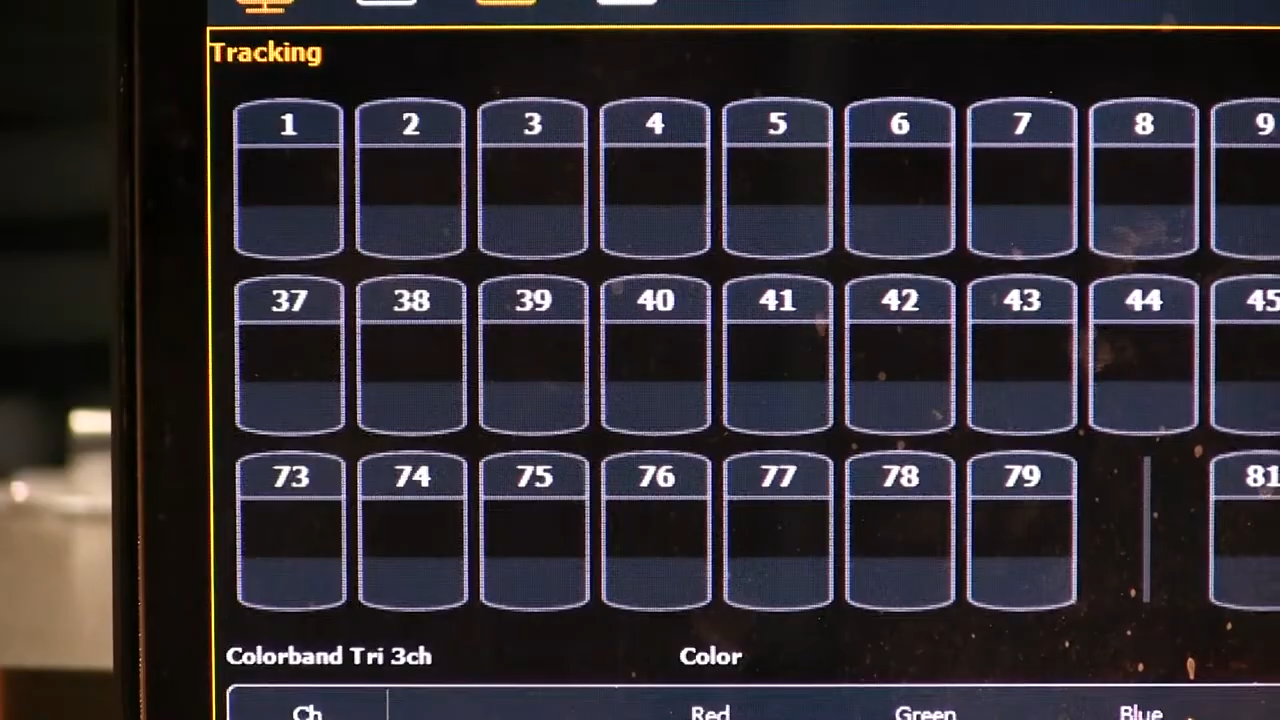 Tracking
1 2 3 4 5 6 7 8 9
37 38 39 40 41 42 43 44 45
73 74 75 76 77 78 79 81
Colorband Tri 3ch Color
Ch Red Green Blue